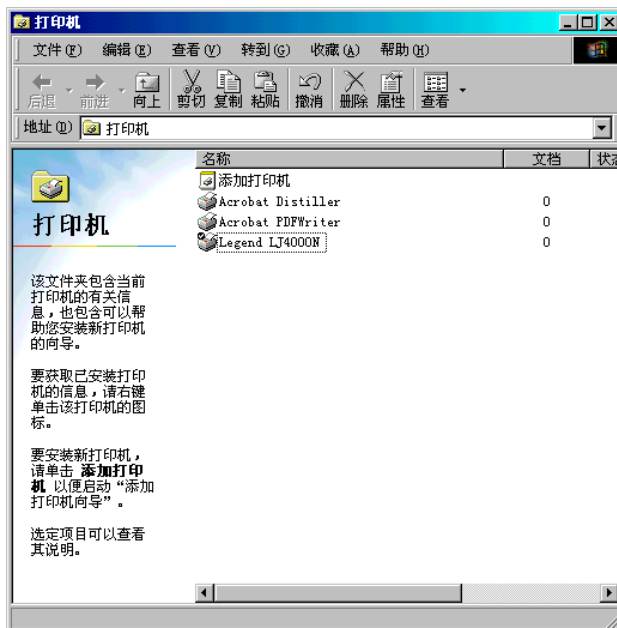 打印机
文件(F) 编辑(E) 查看(V) 转到(G) 收藏(A) 帮助(H)
后退 前进 向上 剪切 复制 粘贴 撤消 删除 属性 查看
地址(D) 打印机
名称 文档 状态
添加打印机
Acrobat Distiller 0
Acrobat PDFWriter 0
Legend LJ4000N 0
打印机
该文件夹包含当前
打印机的有关信
息，也包含可以帮
助您安装新打印机
的向导。
要获取已安装打印
机的信息，请右键
单击该打印机的图
标。
要安装新打印机，
请单击 添加打印
机 以便启动“添加
打印机向导”。
选定项目可以查看
其说明。